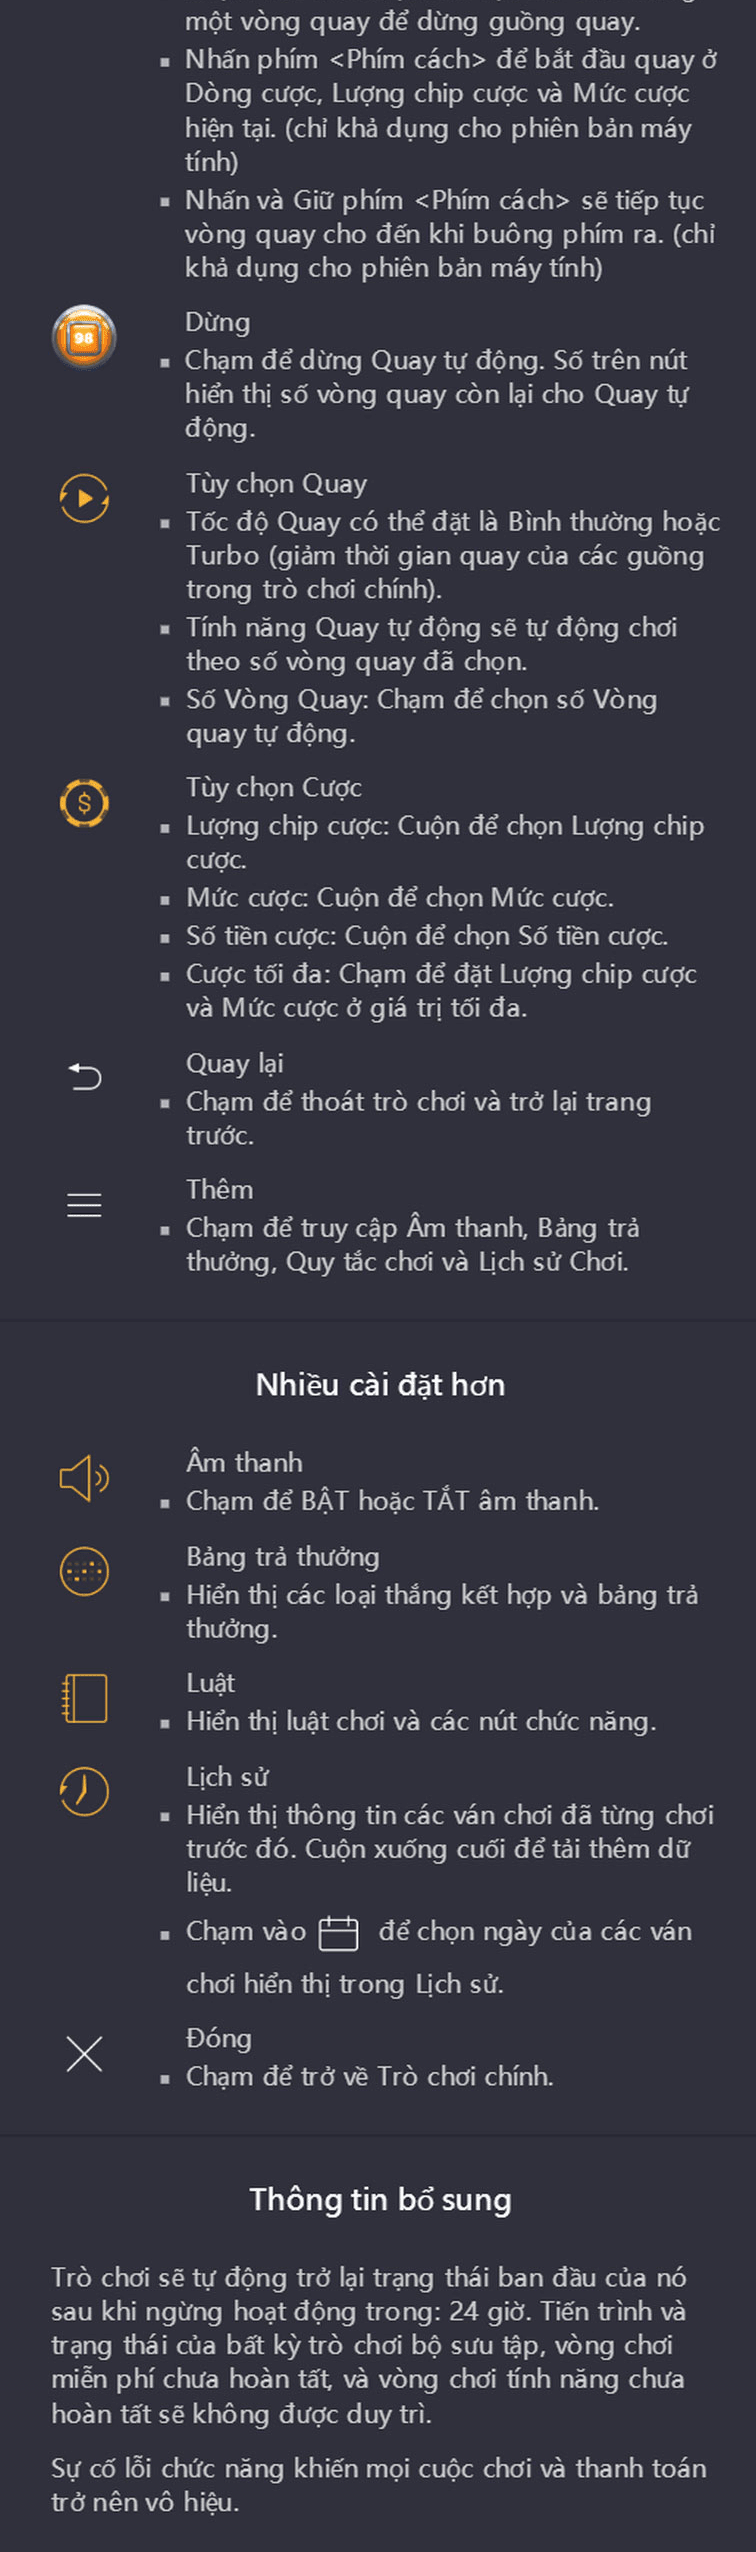 một vòng quay để dừng guồng quay.
▪ Nhấn phím <Phím cách> để bắt đầu quay ở
Dòng cược, Lượng chip cược và Mức cược
hiện tại. (chỉ khả dụng cho phiên bản máy
tính)
▪ Nhấn và Giữ phím <Phím cách> sẽ tiếp tục
vòng quay cho đến khi buông phím ra. (chỉ
khả dụng cho phiên bản máy tính)
98
Dừng
▪ Chạm để dừng Quay tự động. Số trên nút
hiển thị số vòng quay còn lại cho Quay tự
động.
Tùy chọn Quay
▪ Tốc độ Quay có thể đặt là Bình thường hoặc
Turbo (giảm thời gian quay của các guồng
trong trò chơi chính).
▪ Tính năng Quay tự động sẽ tự động chơi
theo số vòng quay đã chọn.
▪ Số Vòng Quay: Chạm để chọn số Vòng
quay tự động.
$
Tùy chọn Cược
▪ Lượng chip cược: Cuộn để chọn Lượng chip
cược.
▪ Mức cược: Cuộn để chọn Mức cược.
▪ Số tiền cược: Cuộn để chọn Số tiền cược.
▪ Cược tối đa: Chạm để đặt Lượng chip cược
và Mức cược ở giá trị tối đa.
Quay lại
▪ Chạm để thoát trò chơi và trở lại trang
trước.
Thêm
▪ Chạm để truy cập Âm thanh, Bảng trả
thưởng, Quy tắc chơi và Lịch sử Chơi.
Nhiều cài đặt hơn
Âm thanh
▪ Chạm để BẬT hoặc TẮT âm thanh.
Bảng trả thưởng
▪ Hiển thị các loại thắng kết hợp và bảng trả
thưởng.
Luật
▪ Hiển thị luật chơi và các nút chức năng.
Lịch sử
▪ Hiển thị thông tin các ván chơi đã từng chơi
trước đó. Cuộn xuống cuối để tải thêm dữ
liệu.
▪ Chạm vào để chọn ngày của các ván
chơi hiển thị trong Lịch sử.
Đóng
▪ Chạm để trở về Trò chơi chính.
Thông tin bổ sung
Trò chơi sẽ tự động trở lại trạng thái ban đầu của nó
sau khi ngừng hoạt động trong: 24 giờ. Tiến trình và
trạng thái của bất kỳ trò chơi bộ sưu tập, vòng chơi
miễn phí chưa hoàn tất, và vòng chơi tính năng chưa
hoàn tất sẽ không được duy trì.
Sự cố lỗi chức năng khiến mọi cuộc chơi và thanh toán
trở nên vô hiệu.